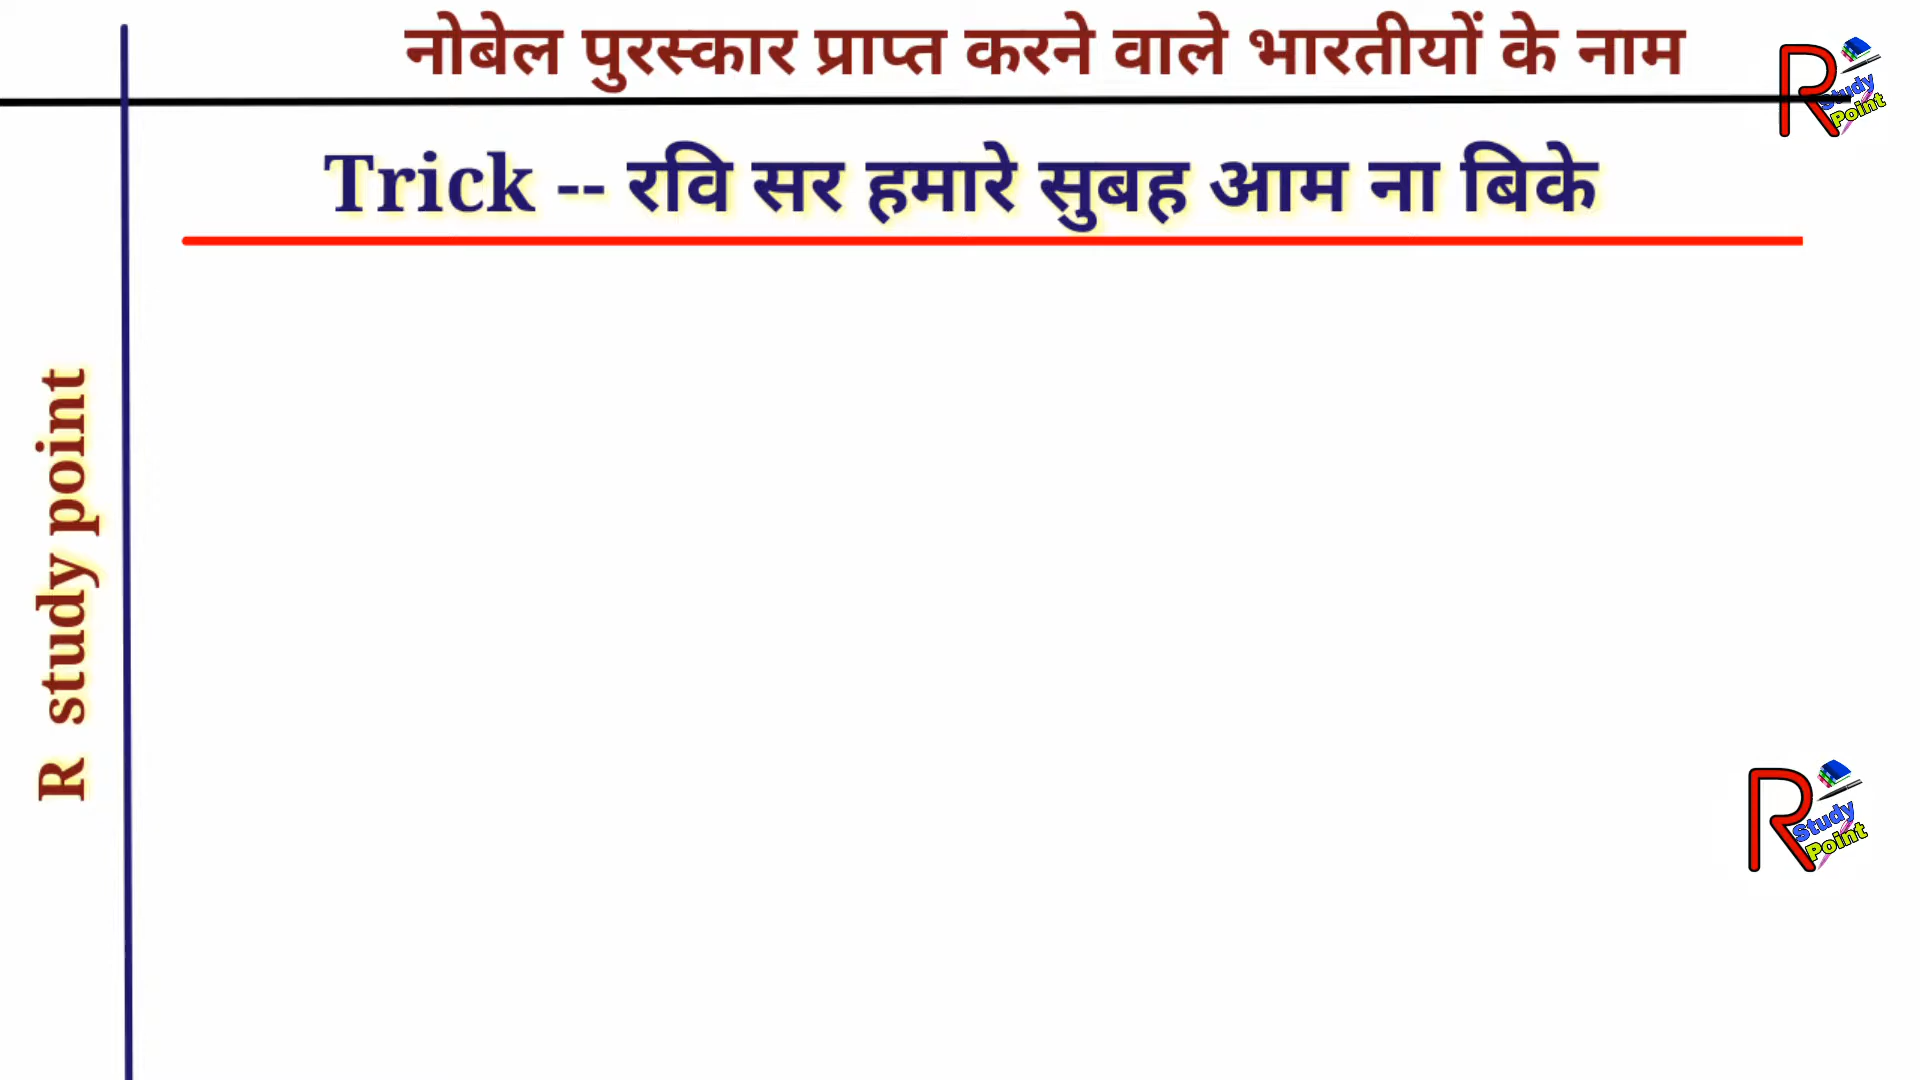 नोबेल पुरस्कार प्राप्त करने वाले भारतीयों के नाम
R Study Point
Trick -- रवि सर हमारे सुबह आम ना बिके
R study point
R Study Point